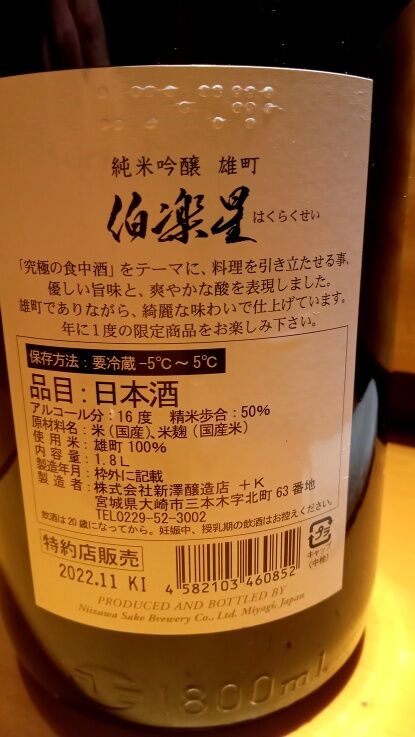 純米吟醸 雄町
伯楽星 はくらくせい
「究極の食中酒」をテーマに、料理を引き立たせる事、
優しい旨味と、爽やかな酸を表現しました。
雄町でありながら、綺麗な味わいで仕上げています。
年に1度の限定商品をお楽しみ下さい。
保存方法：要冷蔵 −5℃～5℃
品目：日本酒
アルコール分：16度 精米歩合：50%
原材料名：米（国産）、米麹（国産米）
使用米：雄町100%
内容量：1.8L
製造年月：枠外に記載
製造者：株式会社新澤醸造店 +K
宮城県大崎市三本木字北町63番地
TEL0229-52-3002
飲酒は20歳になってから。妊娠中、授乳期の飲酒はお控えください。
特約店販売
2022.11 KI
4 582103 460852
プラ
キャップ
（中栓）
PRODUCED AND BOTTLED BY
Niizawa Sake Brewery Co., Ltd. Miyagi, Japan
1800ml